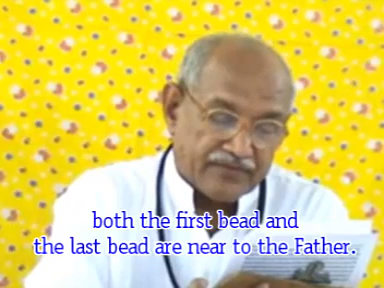 both the first bead and
the last bead are near to the Father.